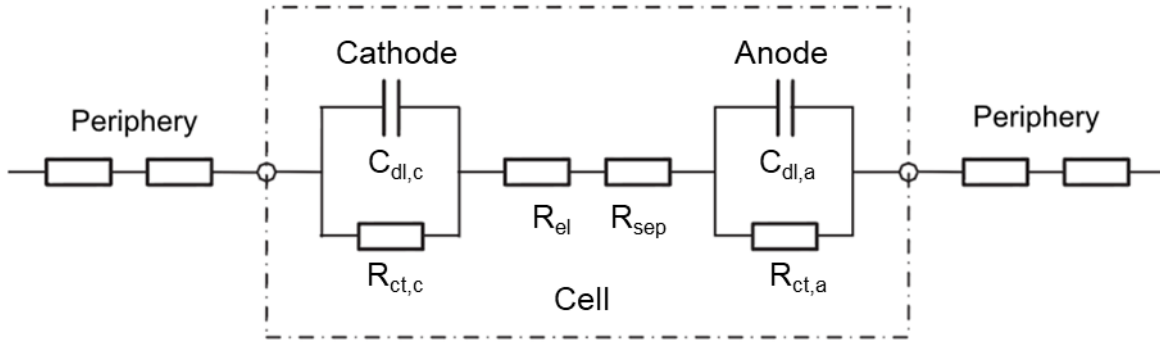 Cathode
Anode
Periphery
Periphery
C_dl,c
C_dl,a
R_el
R_sep
R_ct,c
R_ct,a
Cell